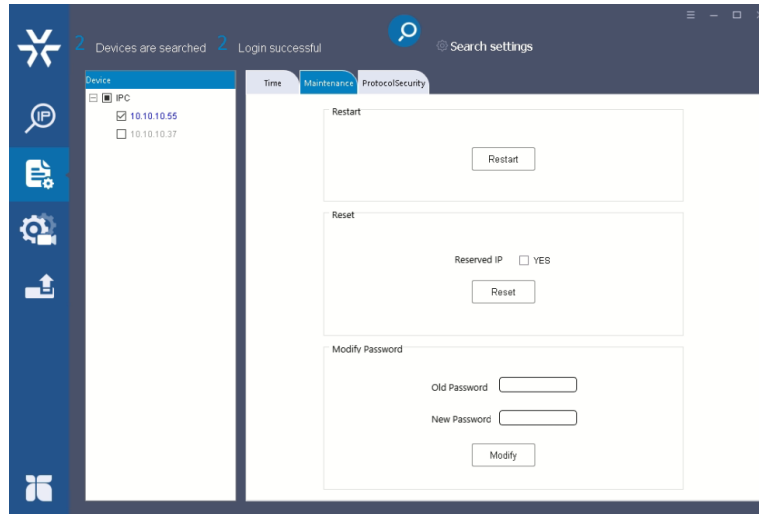 2 Devices are searched 2 Login successful
Search settings
Device
IPC
10.10.10.55
10.10.10.37
IP
Time Maintenance ProtocolSecurity
Restart
Restart
Reset
Reserved IP YES
Reset
Modify Password
Old Password
New Password
Modify